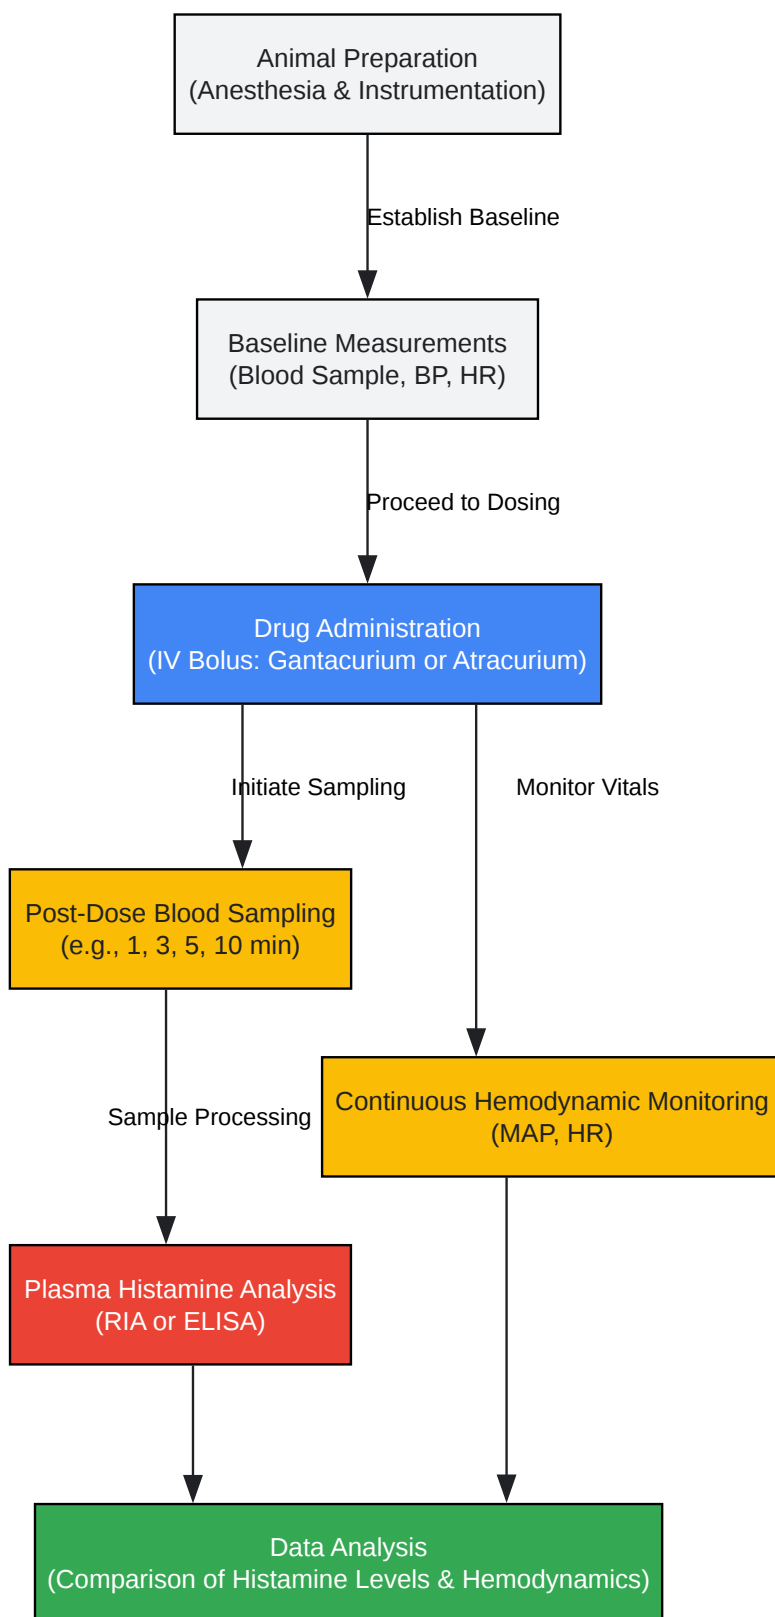 Animal Preparation
(Anesthesia & Instrumentation)
Establish Baseline
Baseline Measurements
(Blood Sample, BP, HR)
Proceed to Dosing
Drug Administration
(IV Bolus: Gantacurium or Atracurium)
Initiate Sampling
Monitor Vitals
Post-Dose Blood Sampling
(e.g., 1, 3, 5, 10 min)
Continuous Hemodynamic Monitoring
(MAP, HR)
Sample Processing
Plasma Histamine Analysis
(RIA or ELISA)
Data Analysis
(Comparison of Histamine Levels & Hemodynamics)